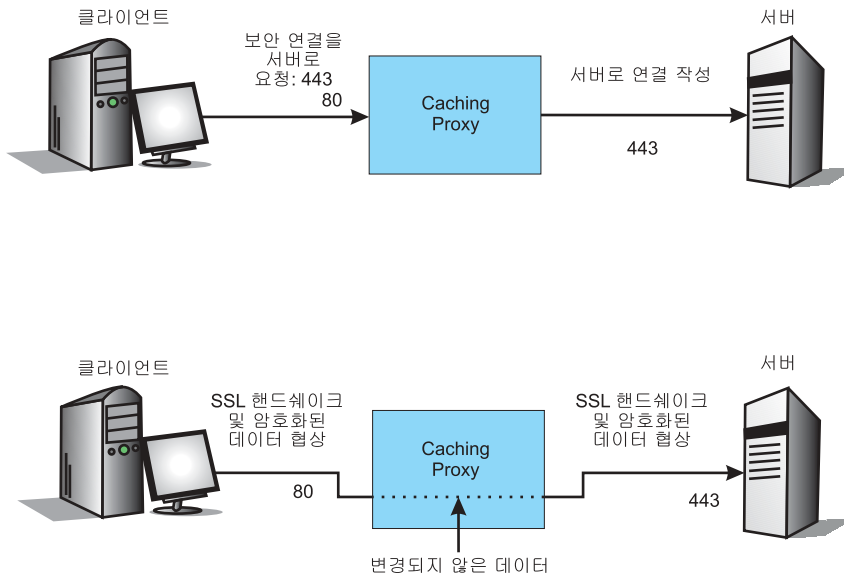 클라이언트
서버
보안 연결을
서버로
요청: 443
80
Caching
Proxy
서버로 연결 작성
443
클라이언트
서버
SSL 핸드쉐이크
및 암호화된
데이터 협상
80
Caching
Proxy
SSL 핸드쉐이크
및 암호화된
데이터 협상
443
변경되지 않은 데이터